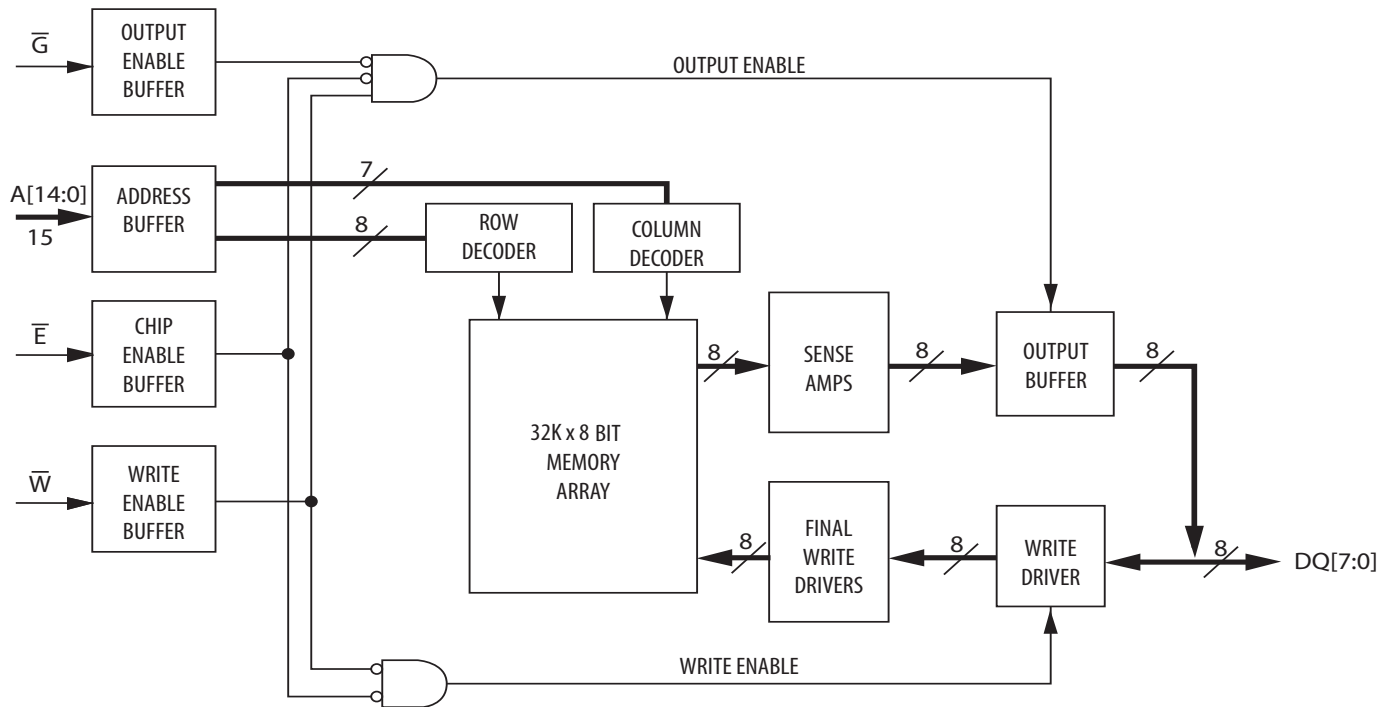 G̅
OUTPUT
ENABLE
BUFFER
OUTPUT ENABLE
A[14:0]
15
ADDRESS
BUFFER
7
8
ROW
DECODER
COLUMN
DECODER
E̅
CHIP
ENABLE
BUFFER
32K x 8 BIT
MEMORY
ARRAY
8
SENSE
AMPS
8
OUTPUT
BUFFER
8
W̅
WRITE
ENABLE
BUFFER
8
FINAL
WRITE
DRIVERS
8
WRITE
DRIVER
8
DQ[7:0]
WRITE ENABLE